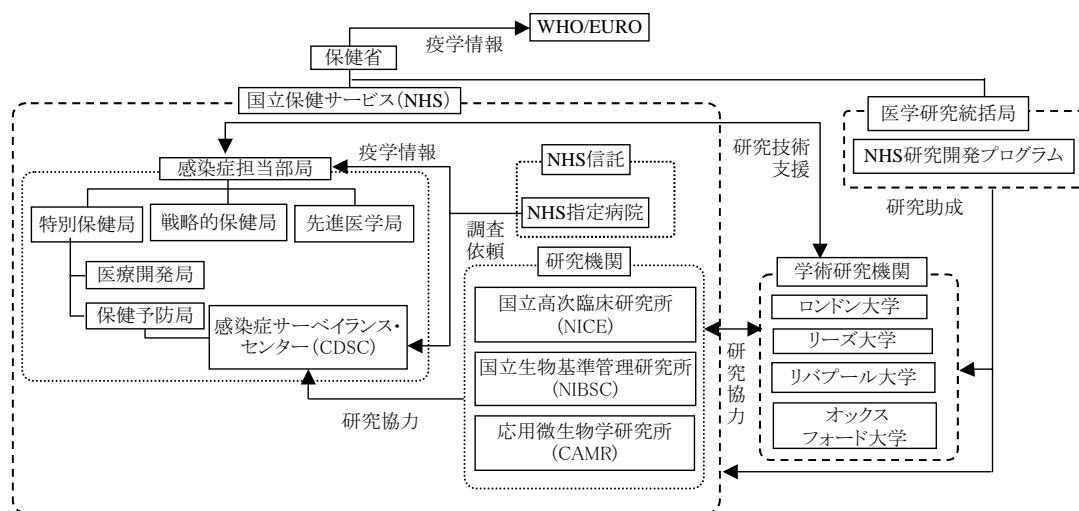 WHO/EURO
疫学情報
保健省
国立保健サービス(NHS)
医学研究統括局
NHS研究開発プログラム
研究助成
研究技術
支援
感染症担当部局
疫学情報
NHS信託
NHS指定病院
特別保健局
戦略的保健局
先進医学局
調査
依頼
医療開発局
保健予防局
感染症サーベイランス・
センター(CDSC)
研究機関
国立高次臨床研究所
(NICE)
国立生物基準管理研究所
(NIBSC)
応用微生物学研究所
(CAMR)
研究協力
研究協力
学術研究機関
ロンドン大学
リーズ大学
リバプール大学
オックス
フォード大学